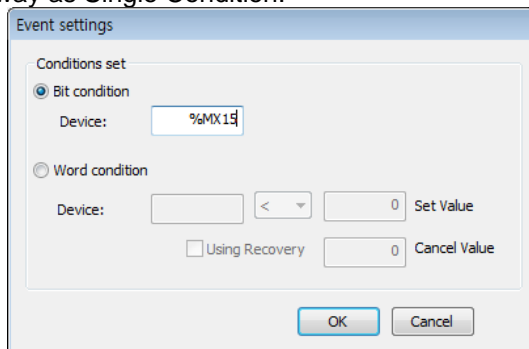 way as Single Condition.
Event settings
Conditions set
Bit condition
Device: %MX15
Word condition
Device: < 0 Set Value
Using Recovery 0 Cancel Value
OK Cancel